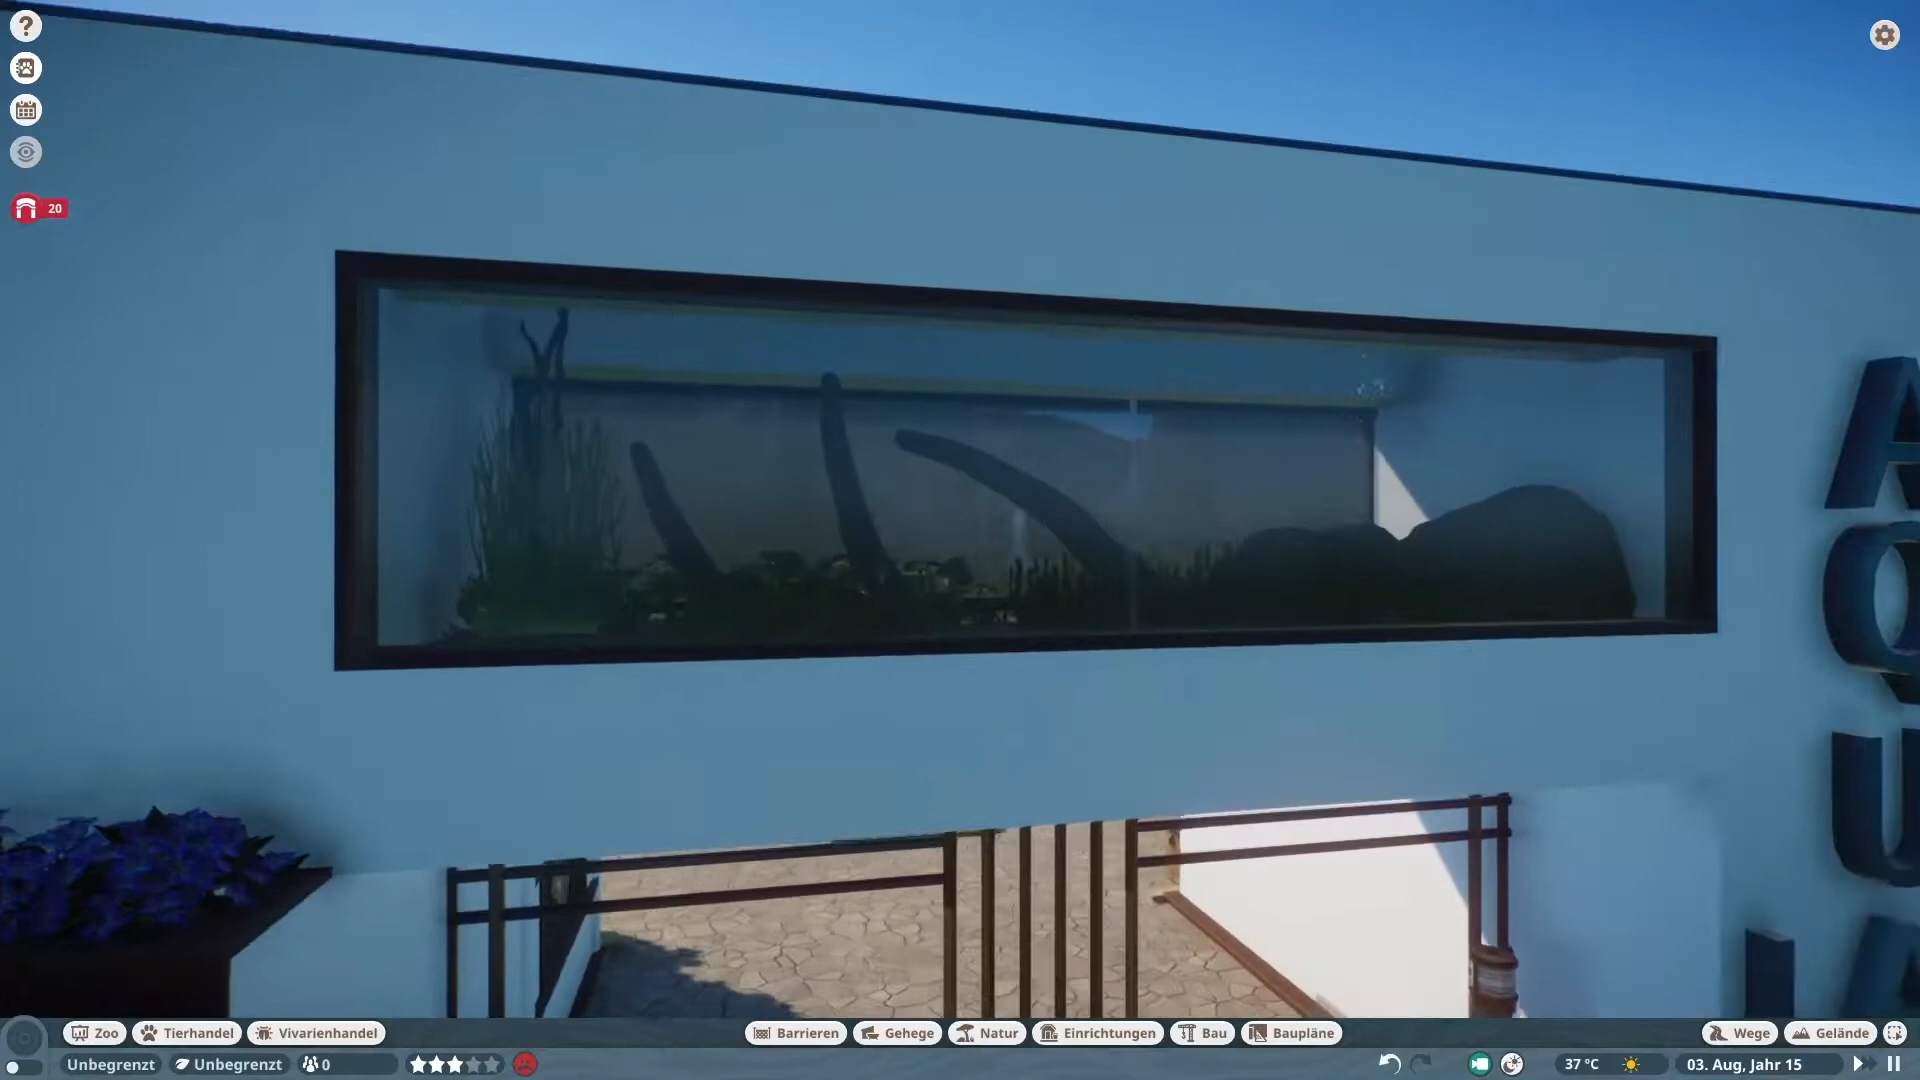 ?
20
A
Q
U
Zoo
Tierhandel
Vivarienhandel
Barrieren
Gehege
Natur
Einrichtungen
Bau
Baupläne
Wege
Gelände
Unbegrenzt
Unbegrenzt
0
37 °C
03. Aug, Jahr 15